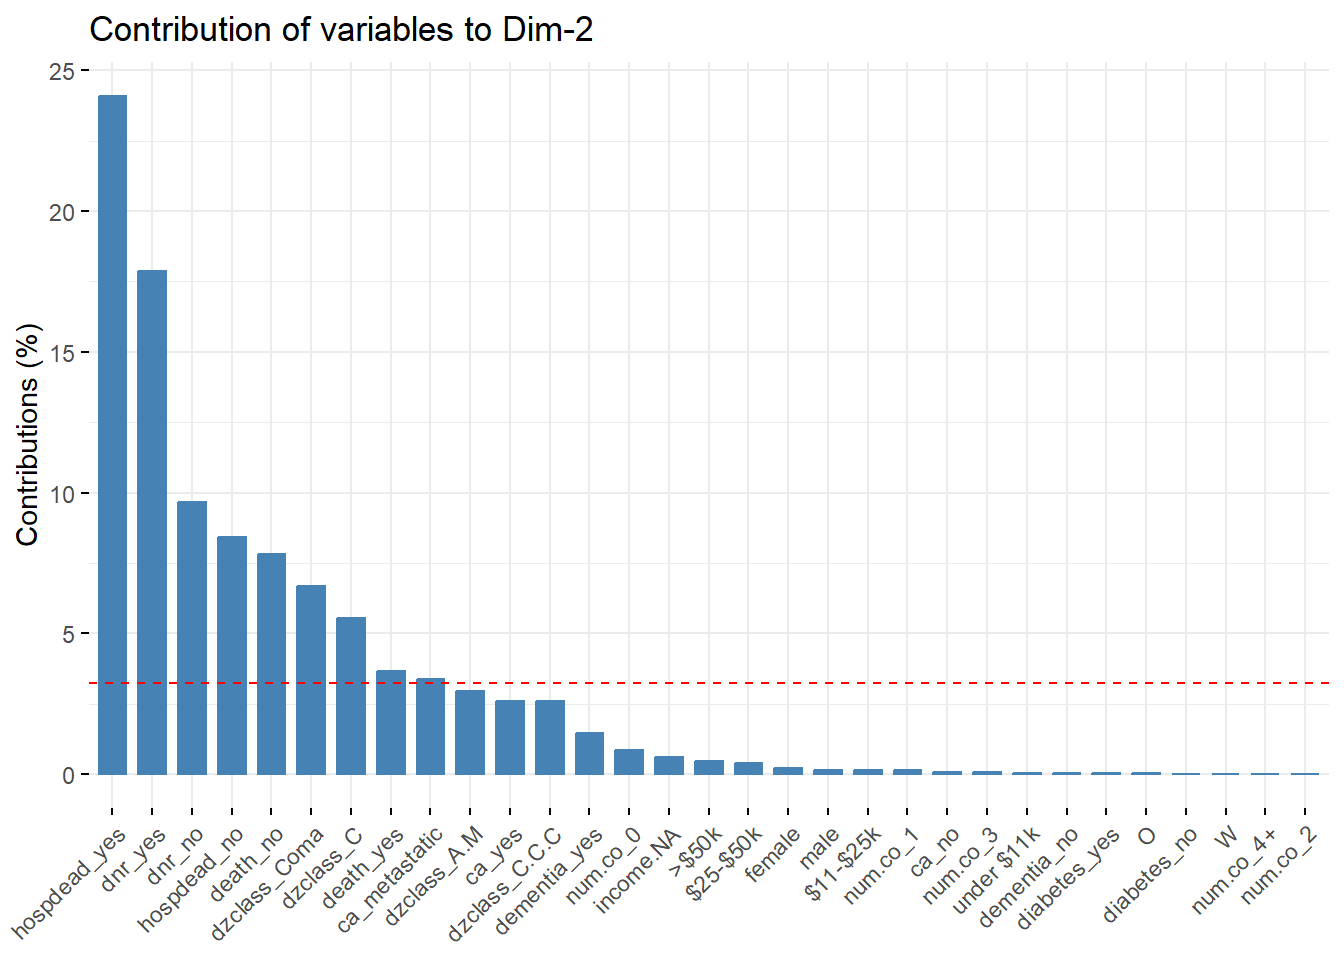 Contribution of variables to Dim-2
Contributions (%)
25
20
15
10
5
0
hospdead_yes
dnr_yes
dnr_no
hospdead_no
death_no
dzclass_Coma
dzclass_C
death_yes
ca_metastatic
dzclass_A.M
ca_yes
dzclass_C.C.C
dementia_yes
num.co_0
income.NA
>$50k
$25-$50k
female
male
$11-$25k
num.co_1
ca_no
num.co_3
under $11k
dementia_no
diabetes_yes
O
diabetes_no
W
num.co_4+
num.co_2